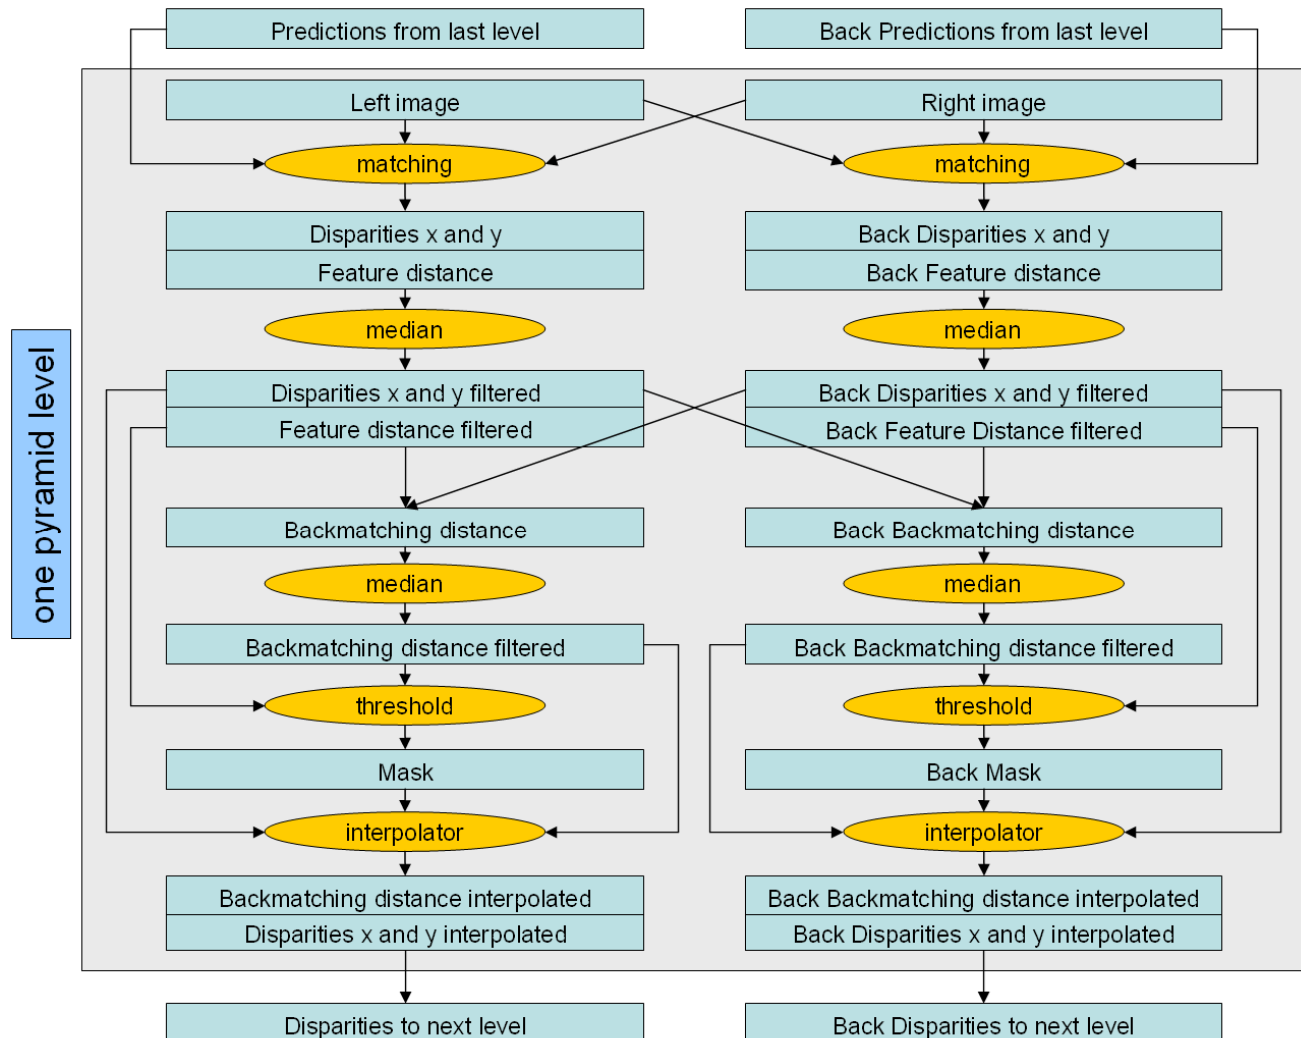 Predictions from last level
Back Predictions from last level
one pyramid level
Left image
Right image
matching
matching
Disparities x and y
Back Disparities x and y
Feature distance
Back Feature distance
median
median
Disparities x and y filtered
Back Disparities x and y filtered
Feature distance filtered
Back Feature Distance filtered
Backmatching distance
Back Backmatching distance
median
median
Backmatching distance filtered
Back Backmatching distance filtered
threshold
threshold
Mask
Back Mask
interpolator
interpolator
Backmatching distance interpolated
Back Backmatching distance interpolated
Disparities x and y interpolated
Back Disparities x and y interpolated
Disparities to next level
Back Disparities to next level